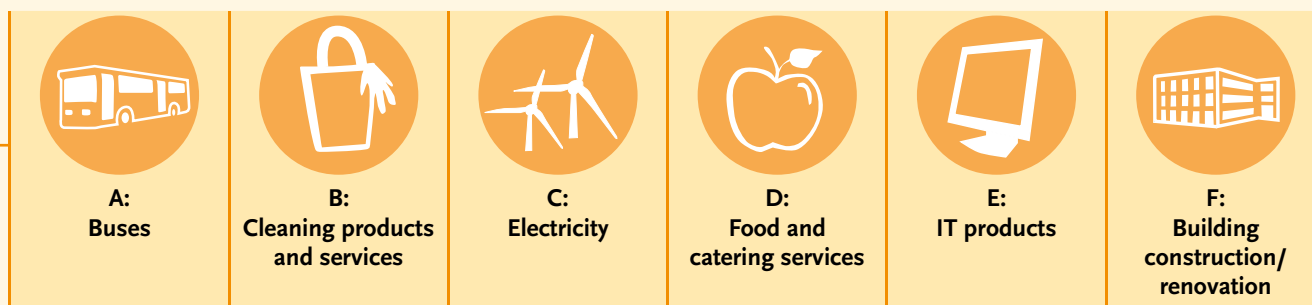 A:
Buses
B:
Cleaning products
and services
C:
Electricity
D:
Food and
catering services
E:
IT products
F:
Building
construction/
renovation